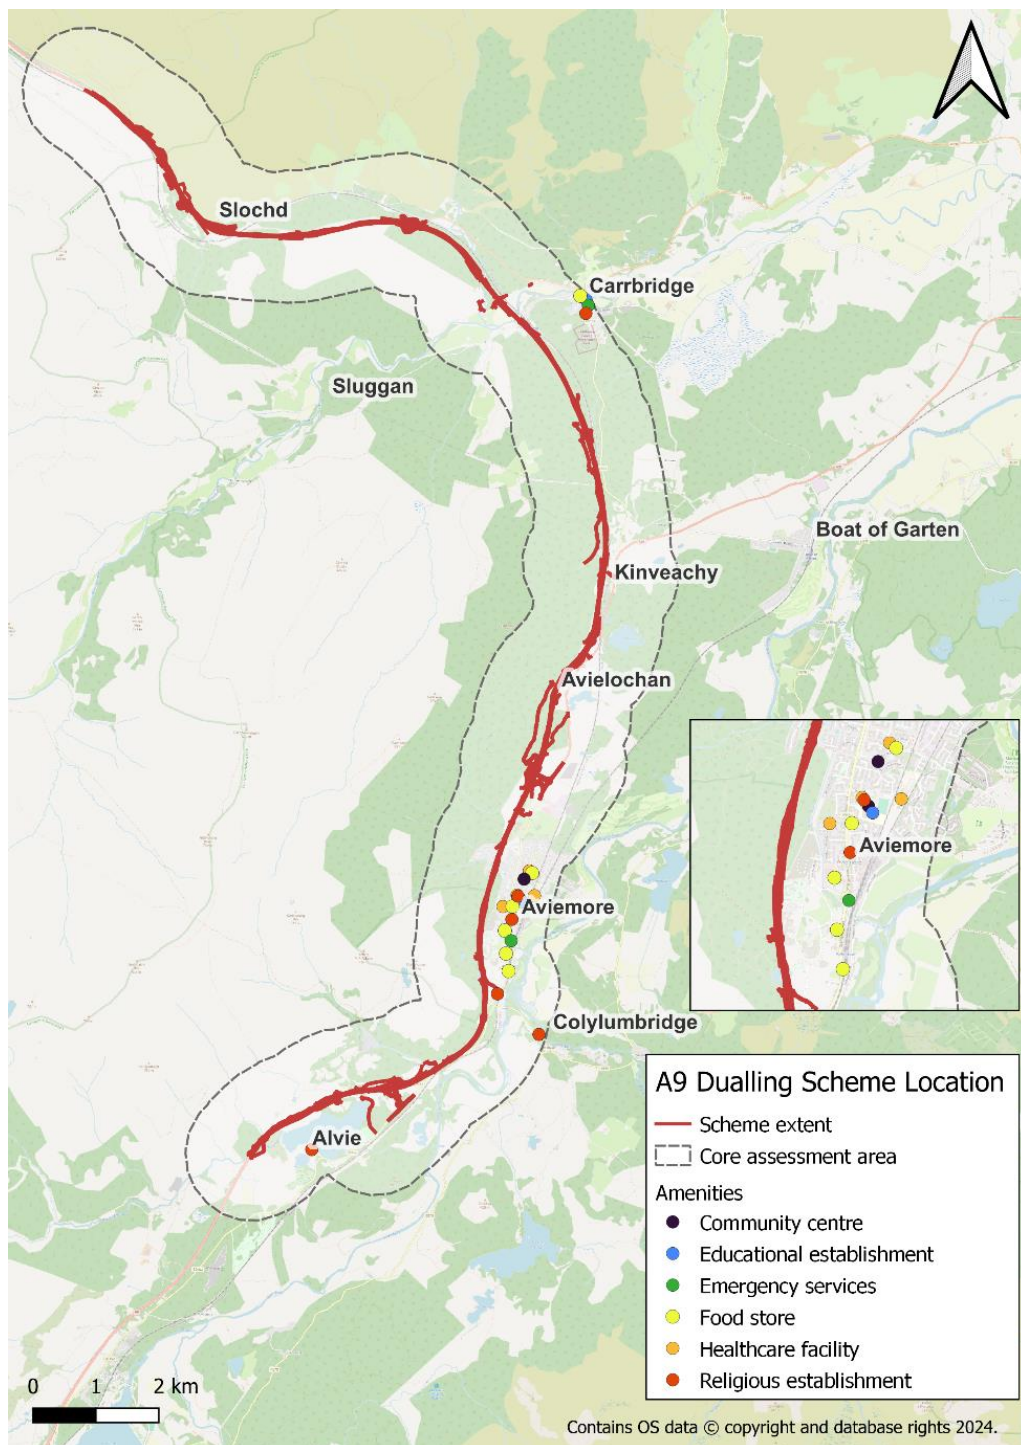 Slochd
Carrbridge
Sluggan
Boat of Garten
Kinveachy
Avielochan
Aviemore
Aviemore
Colylumbridge
Alvie
A9 Dualling Scheme Location
Scheme extent
Core assessment area
Amenities
Community centre
Educational establishment
Emergency services
Food store
Healthcare facility
Religious establishment
0 1 2 km
Contains OS data © copyright and database rights 2024.